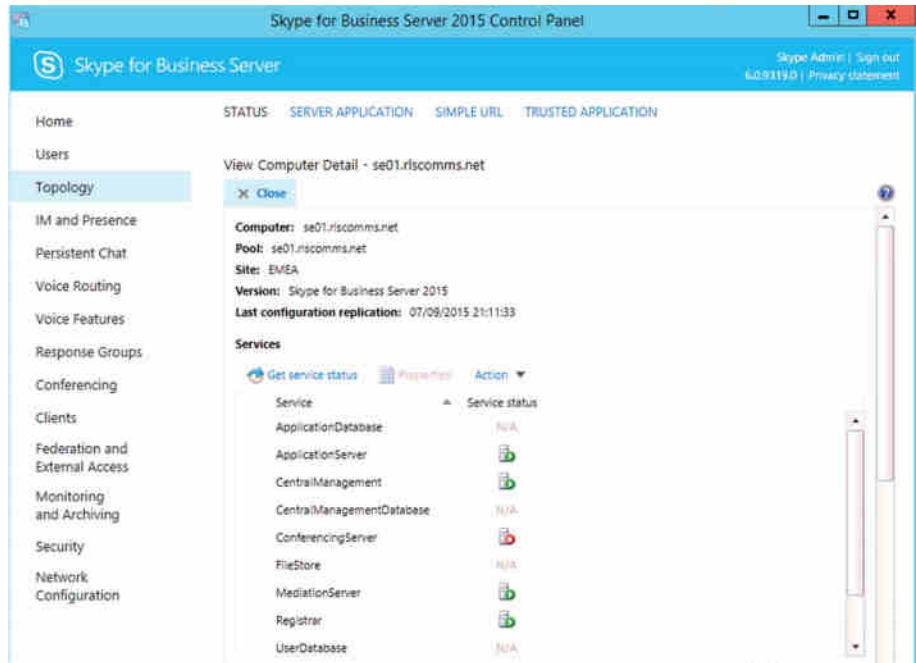 Skype for Business Server 2015 Control Panel
S Skype for Business Server
Skype Admin | Sign out
6.0.9319.0 | Privacy statement
Home
Users
Topology
IM and Presence
Persistent Chat
Voice Routing
Voice Features
Response Groups
Conferencing
Clients
Federation and
External Access
Monitoring
and Archiving
Security
Network
Configuration
STATUS SERVER APPLICATION SIMPLE URL TRUSTED APPLICATION
View Computer Detail - se01.rlscomms.net
Close
Computer: se01.rlscomms.net
Pool: se01.rlscomms.net
Site: EMEA
Version: Skype for Business Server 2015
Last configuration replication: 07/09/2015 21:11:33
Services
Get service status Properties Action
Service Service status
ApplicationDatabase N/A
ApplicationServer
CentralManagement
CentralManagementDatabase N/A
ConferencingServer
FileStore N/A
MediationServer
Registrar
UserDatabase N/A